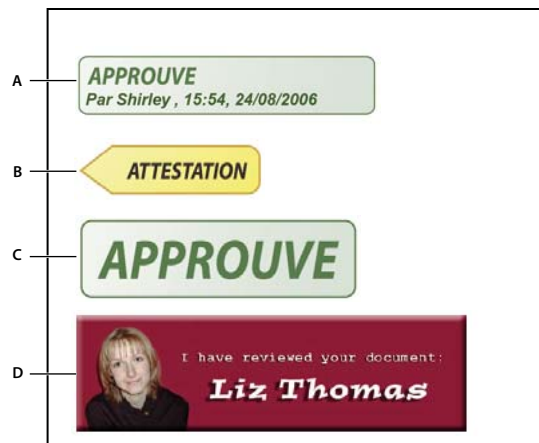 A
APPROUVE
Par Shirley , 15:54, 24/08/2006
B
ATTESTATION
C
APPROUVE
D
I have reviewed your document:
Liz Thomas